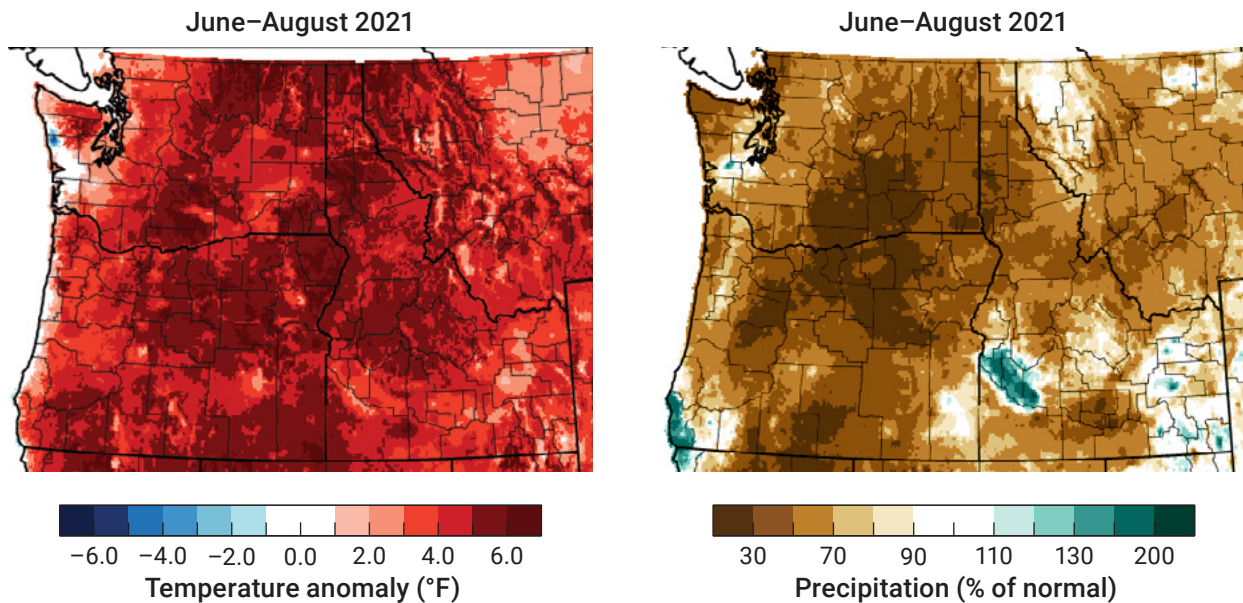 June–August 2021
June–August 2021
−6.0 −4.0 −2.0 0.0 2.0 4.0 6.0
Temperature anomaly (°F)
30 70 90 110 130 200
Precipitation (% of normal)